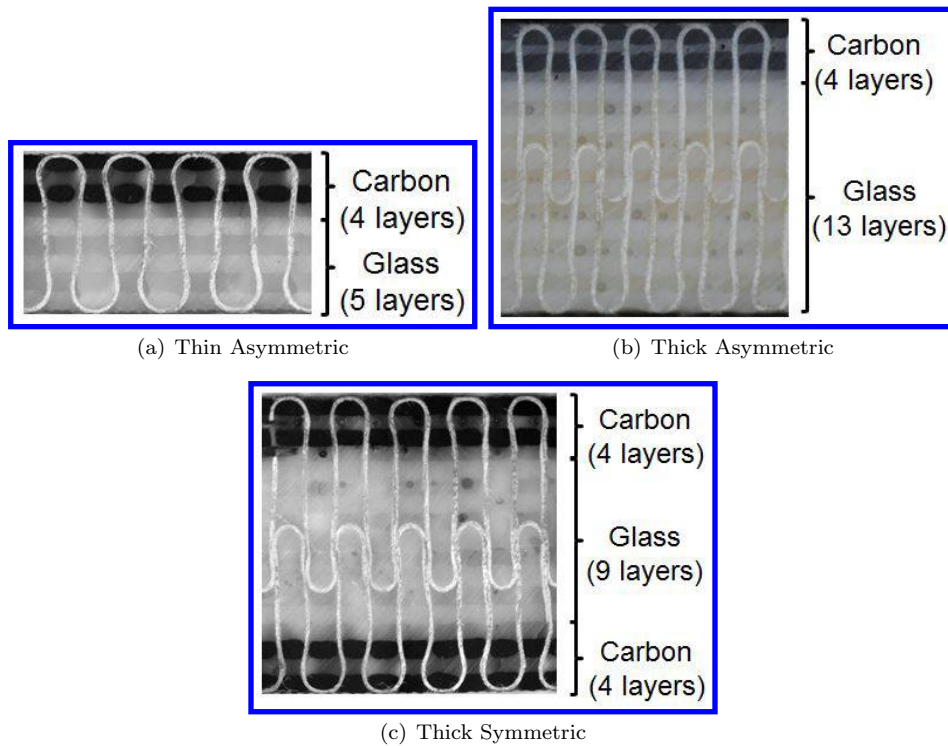 Carbon
(4 layers)
Glass
(5 layers)
(a) Thin Asymmetric
Carbon
(4 layers)
Glass
(13 layers)
(b) Thick Asymmetric
Carbon
(4 layers)
Glass
(9 layers)
Carbon
(4 layers)
(c) Thick Symmetric